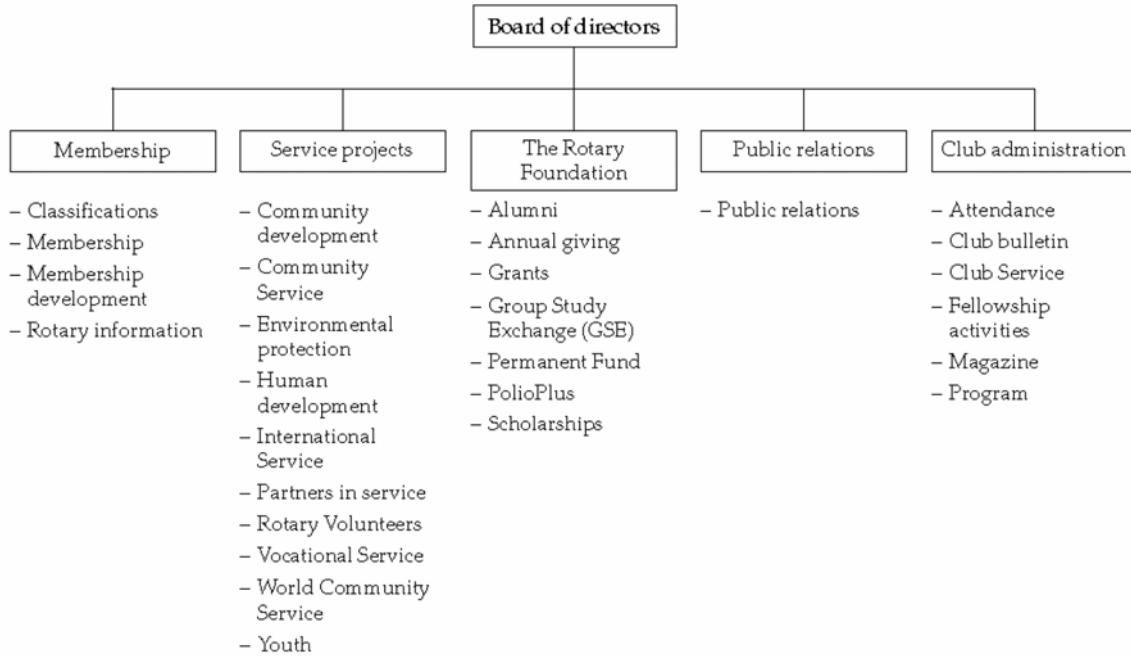 Board of directors
Membership
– Classifications
– Membership
– Membership
development
– Rotary information
Service projects
– Community
development
– Community
Service
– Environmental
protection
– Human
development
– International
Service
– Partners in service
– Rotary Volunteers
– Vocational Service
– World Community
Service
– Youth
The Rotary
Foundation
– Alumni
– Annual giving
– Grants
– Group Study
Exchange (GSE)
– Permanent Fund
– PolioPlus
– Scholarships
Public relations
– Public relations
Club administration
– Attendance
– Club bulletin
– Club Service
– Fellowship
activities
– Magazine
– Program